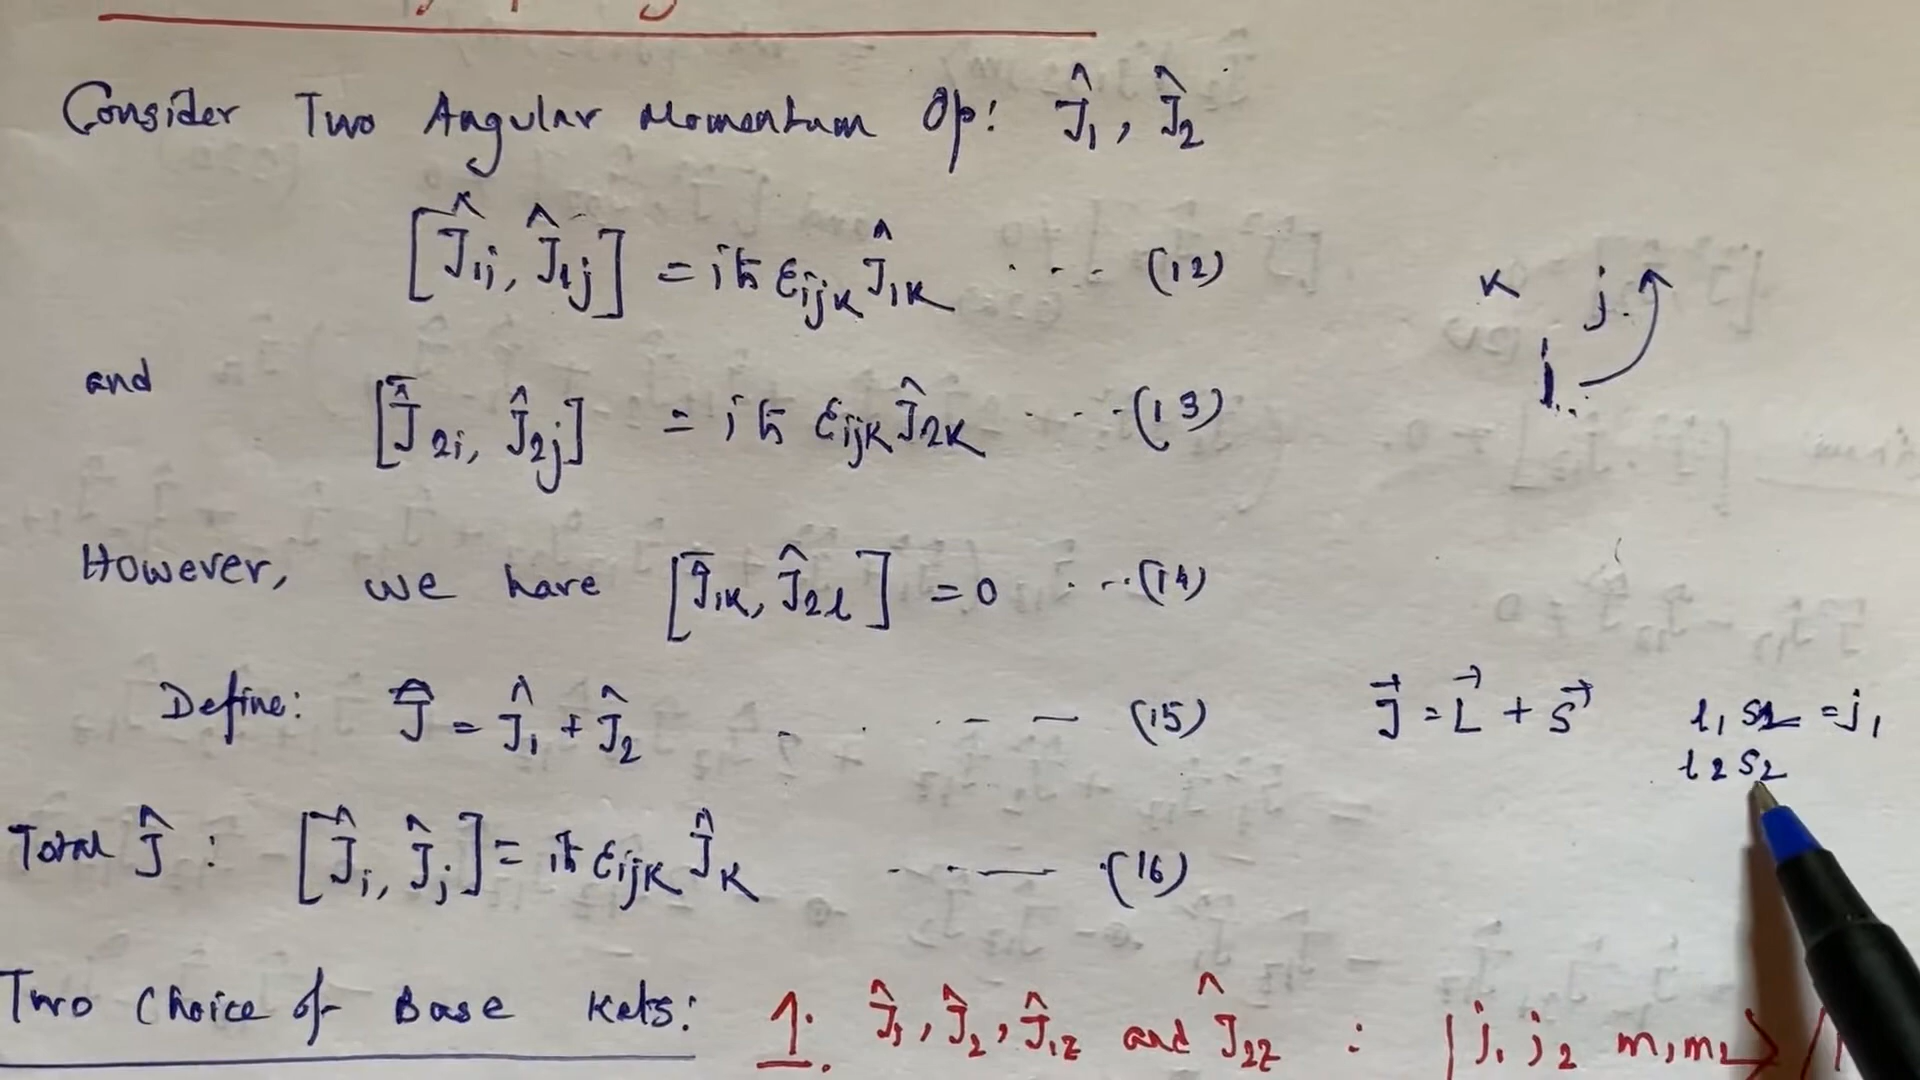 Consider Two Angular Momentum Op: Ĵ₁, Ĵ₂
[Ĵ₁ᵢ, Ĵ₁ⱼ] = iħ εᵢⱼₖ Ĵ₁ₖ ... (12)
k j
i
and [Ĵ₂ᵢ, Ĵ₂ⱼ] = iħ εᵢⱼₖ Ĵ₂ₖ ... (13)
However, we have [Ĵ₁ₖ, Ĵ₂ₗ] = 0 ... (14)
Define: Ĵ = Ĵ₁ + Ĵ₂ ... (15) J⃗ = L⃗ + S⃗ l₁ s₁ = j₁
l₂ s₂
Total Ĵ : [Ĵᵢ, Ĵⱼ] = iħ εᵢⱼₖ Ĵₖ ... (16)
Two Choice of Base Kets: 1. Ĵ₁, Ĵ₂, Ĵ₁z and Ĵ₂z : |j₁ j₂ m₁ m₂⟩